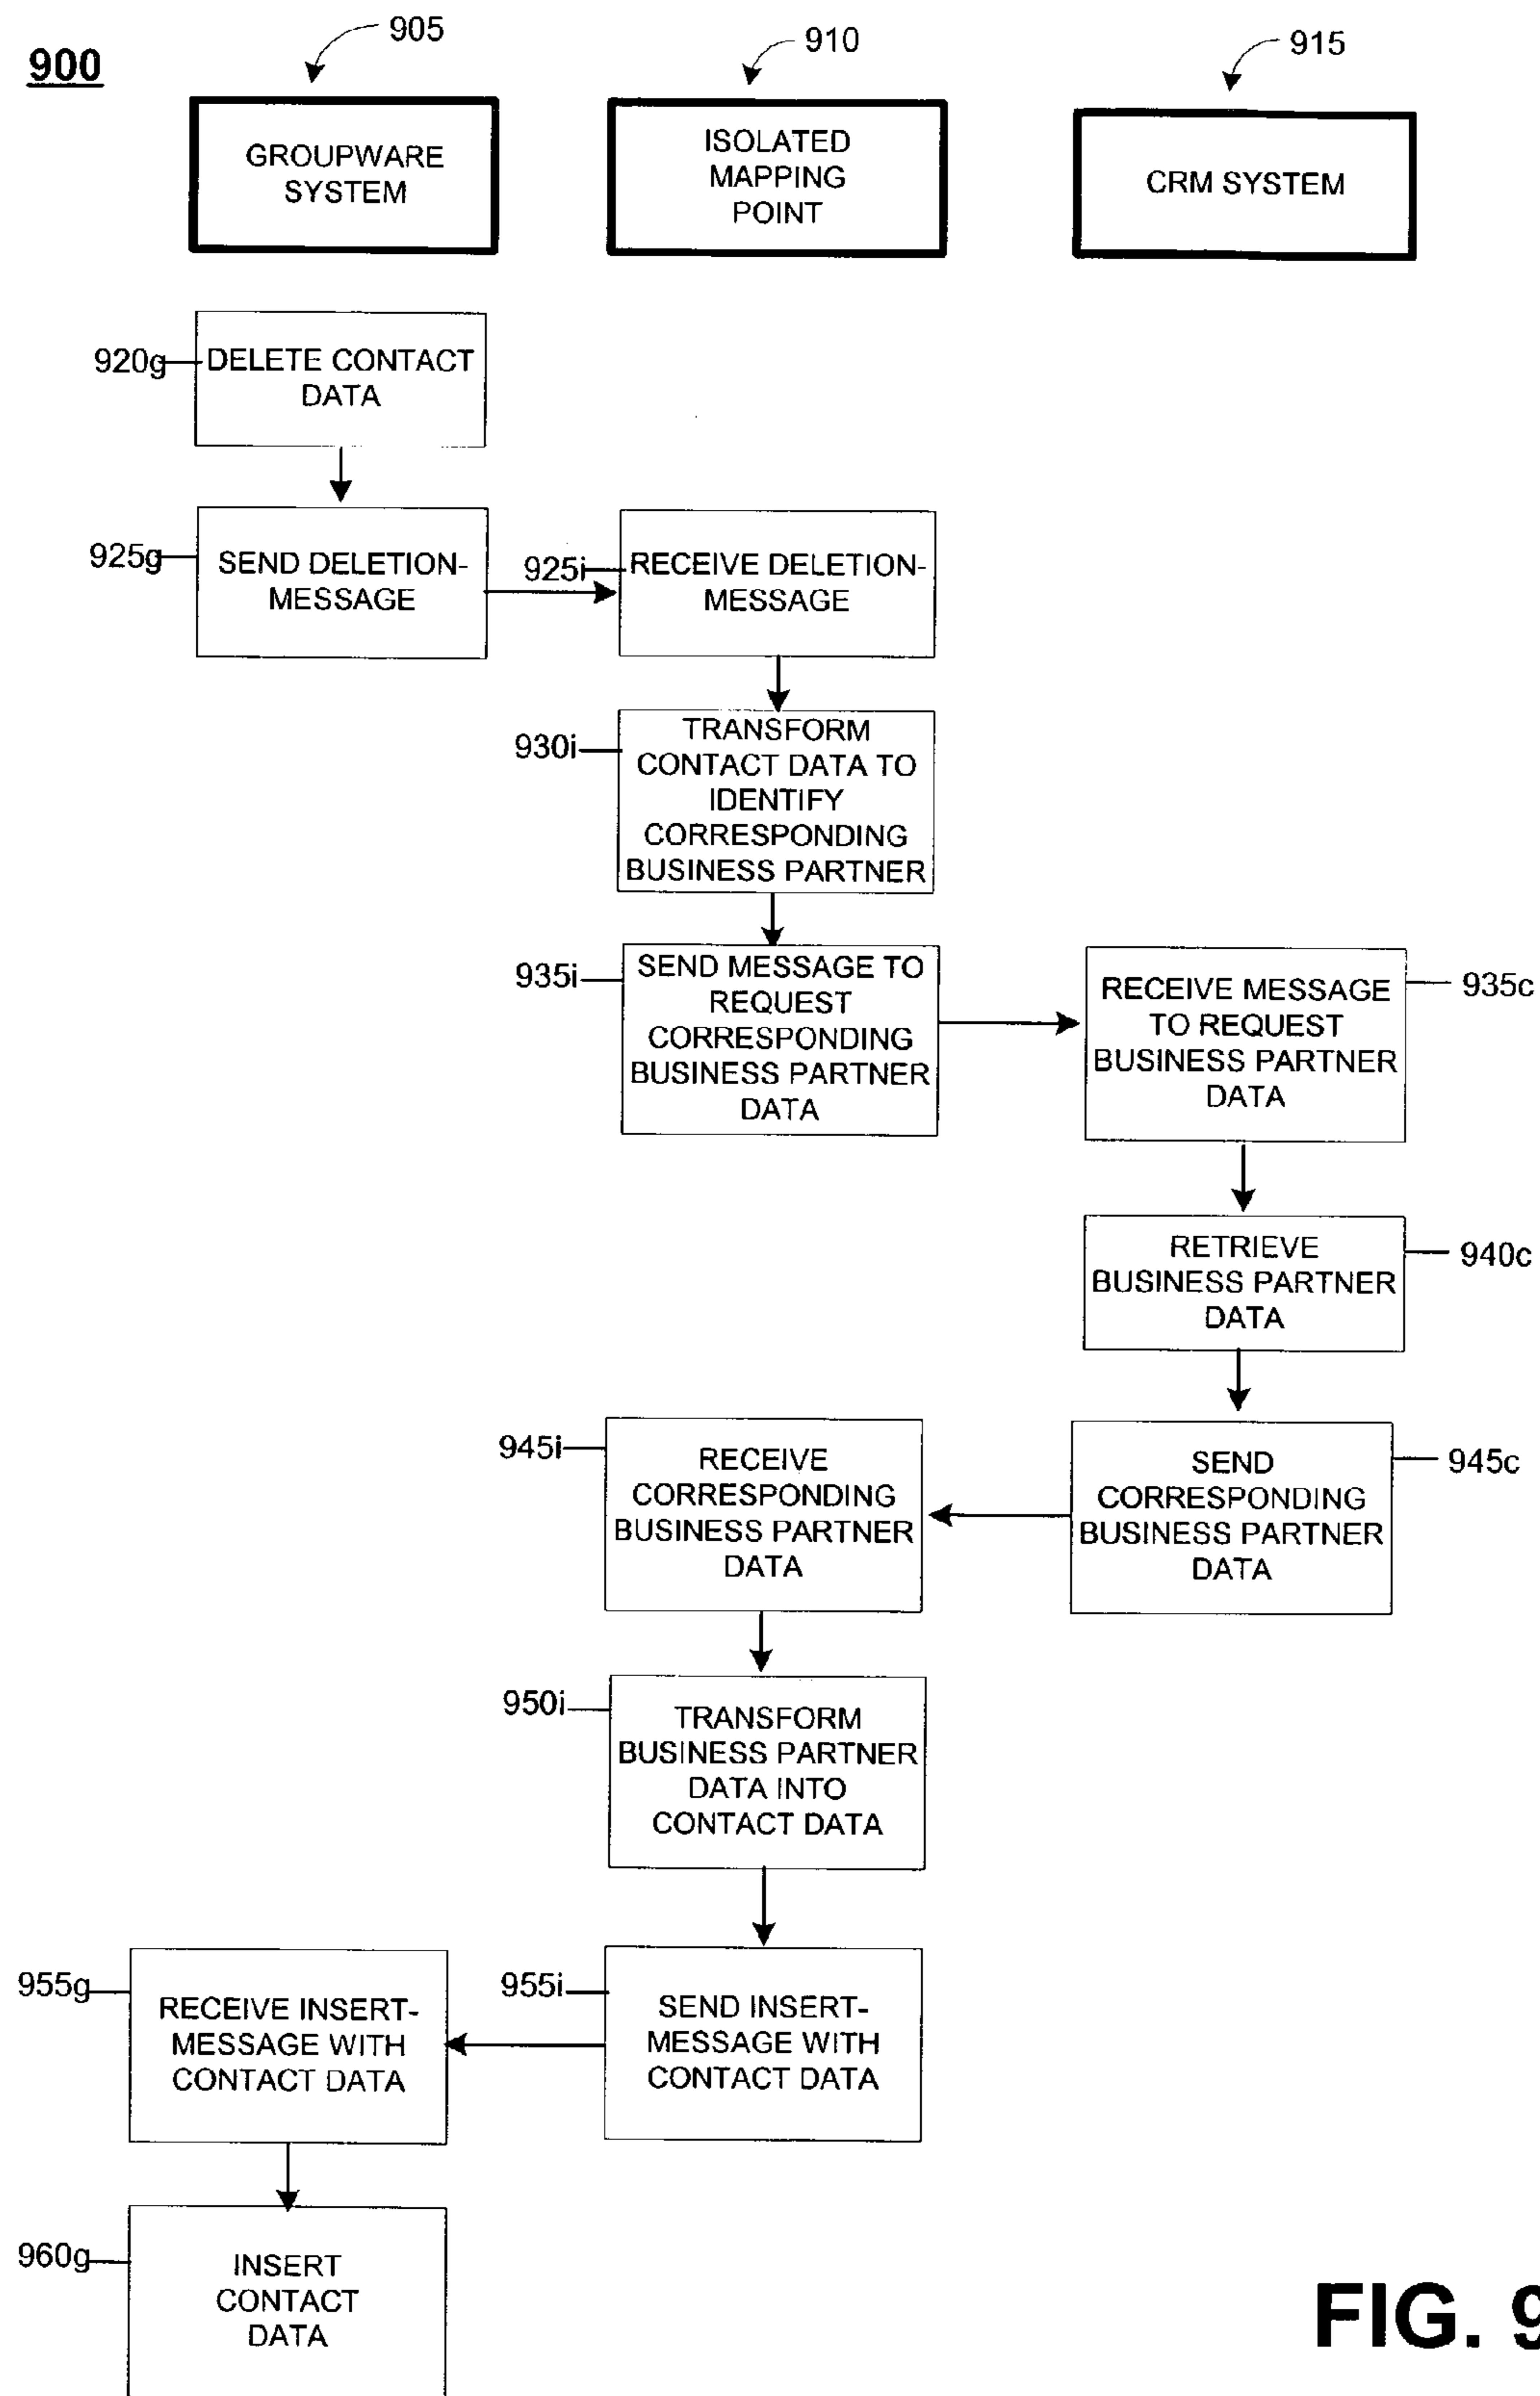 900
905
910
915
GROUPWARE
SYSTEM
ISOLATED
MAPPING
POINT
CRM SYSTEM
920g
DELETE CONTACT
DATA
925g
SEND DELETION-
MESSAGE
925i
RECEIVE DELETION-
MESSAGE
930i
TRANSFORM
CONTACT DATA TO
IDENTIFY
CORRESPONDING
BUSINESS PARTNER
935i
SEND MESSAGE TO
REQUEST
CORRESPONDING
BUSINESS PARTNER
DATA
RECEIVE MESSAGE
TO REQUEST
BUSINESS PARTNER
DATA
935c
RETRIEVE
BUSINESS PARTNER
DATA
940c
945i
RECEIVE
CORRESPONDING
BUSINESS PARTNER
DATA
SEND
CORRESPONDING
BUSINESS PARTNER
DATA
945c
950i
TRANSFORM
BUSINESS PARTNER
DATA INTO
CONTACT DATA
955g
RECEIVE INSERT-
MESSAGE WITH
CONTACT DATA
955i
SEND INSERT-
MESSAGE WITH
CONTACT DATA
960g
INSERT
CONTACT
DATA
FIG. 9